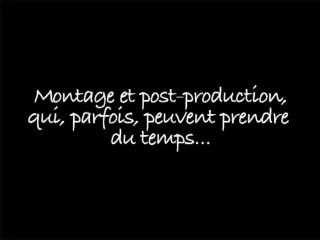 Montage et post-production,
qui, parfois, peuvent prendre
du temps...